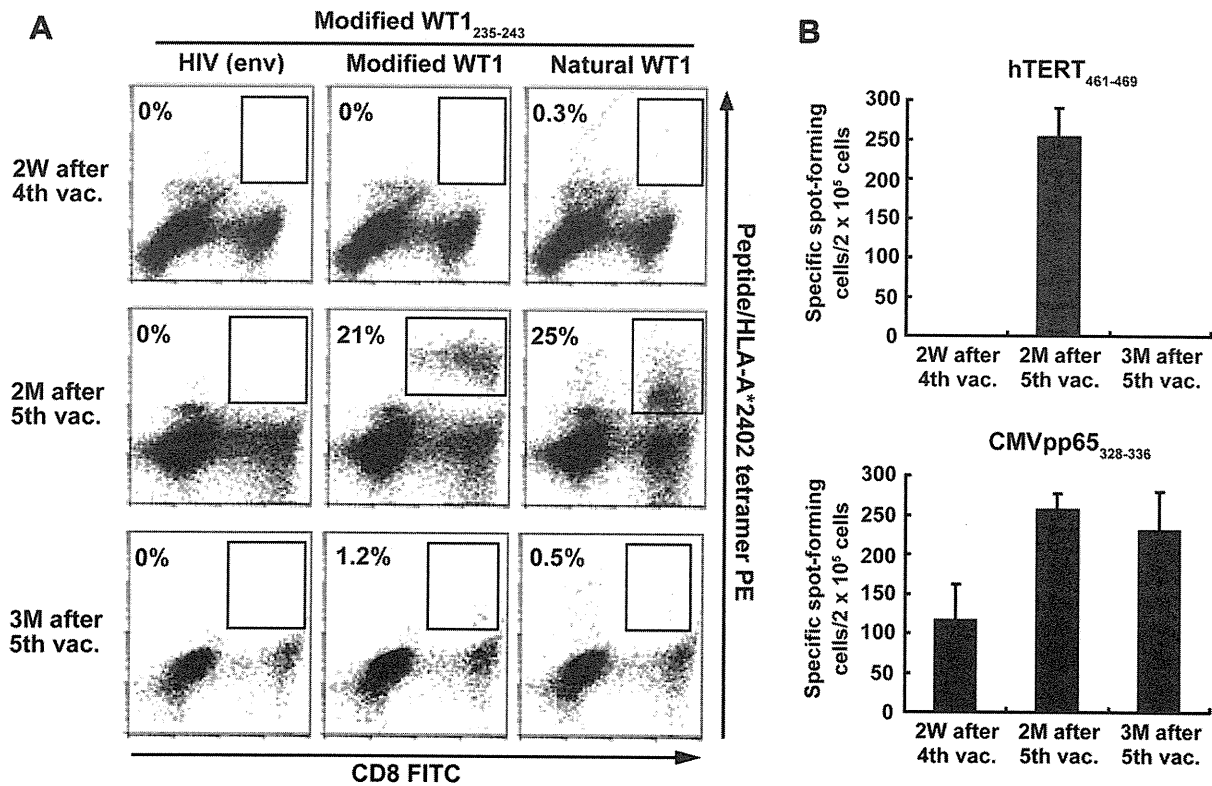 A
Modified WT1235-243
HIV (env) Modified WT1 Natural WT1
2W after
4th vac.
0% 0% 0.3%
2M after
5th vac.
0% 21% 25%
3M after
5th vac.
0% 1.2% 0.5%
CD8 FITC
Peptide/HLA-A*2402 tetramer PE
B
hTERT461-469
Specific spot-forming
cells/2 x 10⁵ cells
300
250
200
150
100
50
0
2W after 2M after 3M after
4th vac. 5th vac. 5th vac.
CMVpp65328-336
Specific spot-forming
cells/2 x 10⁵ cells
300
250
200
150
100
50
0
2W after 2M after 3M after
4th vac. 5th vac. 5th vac.